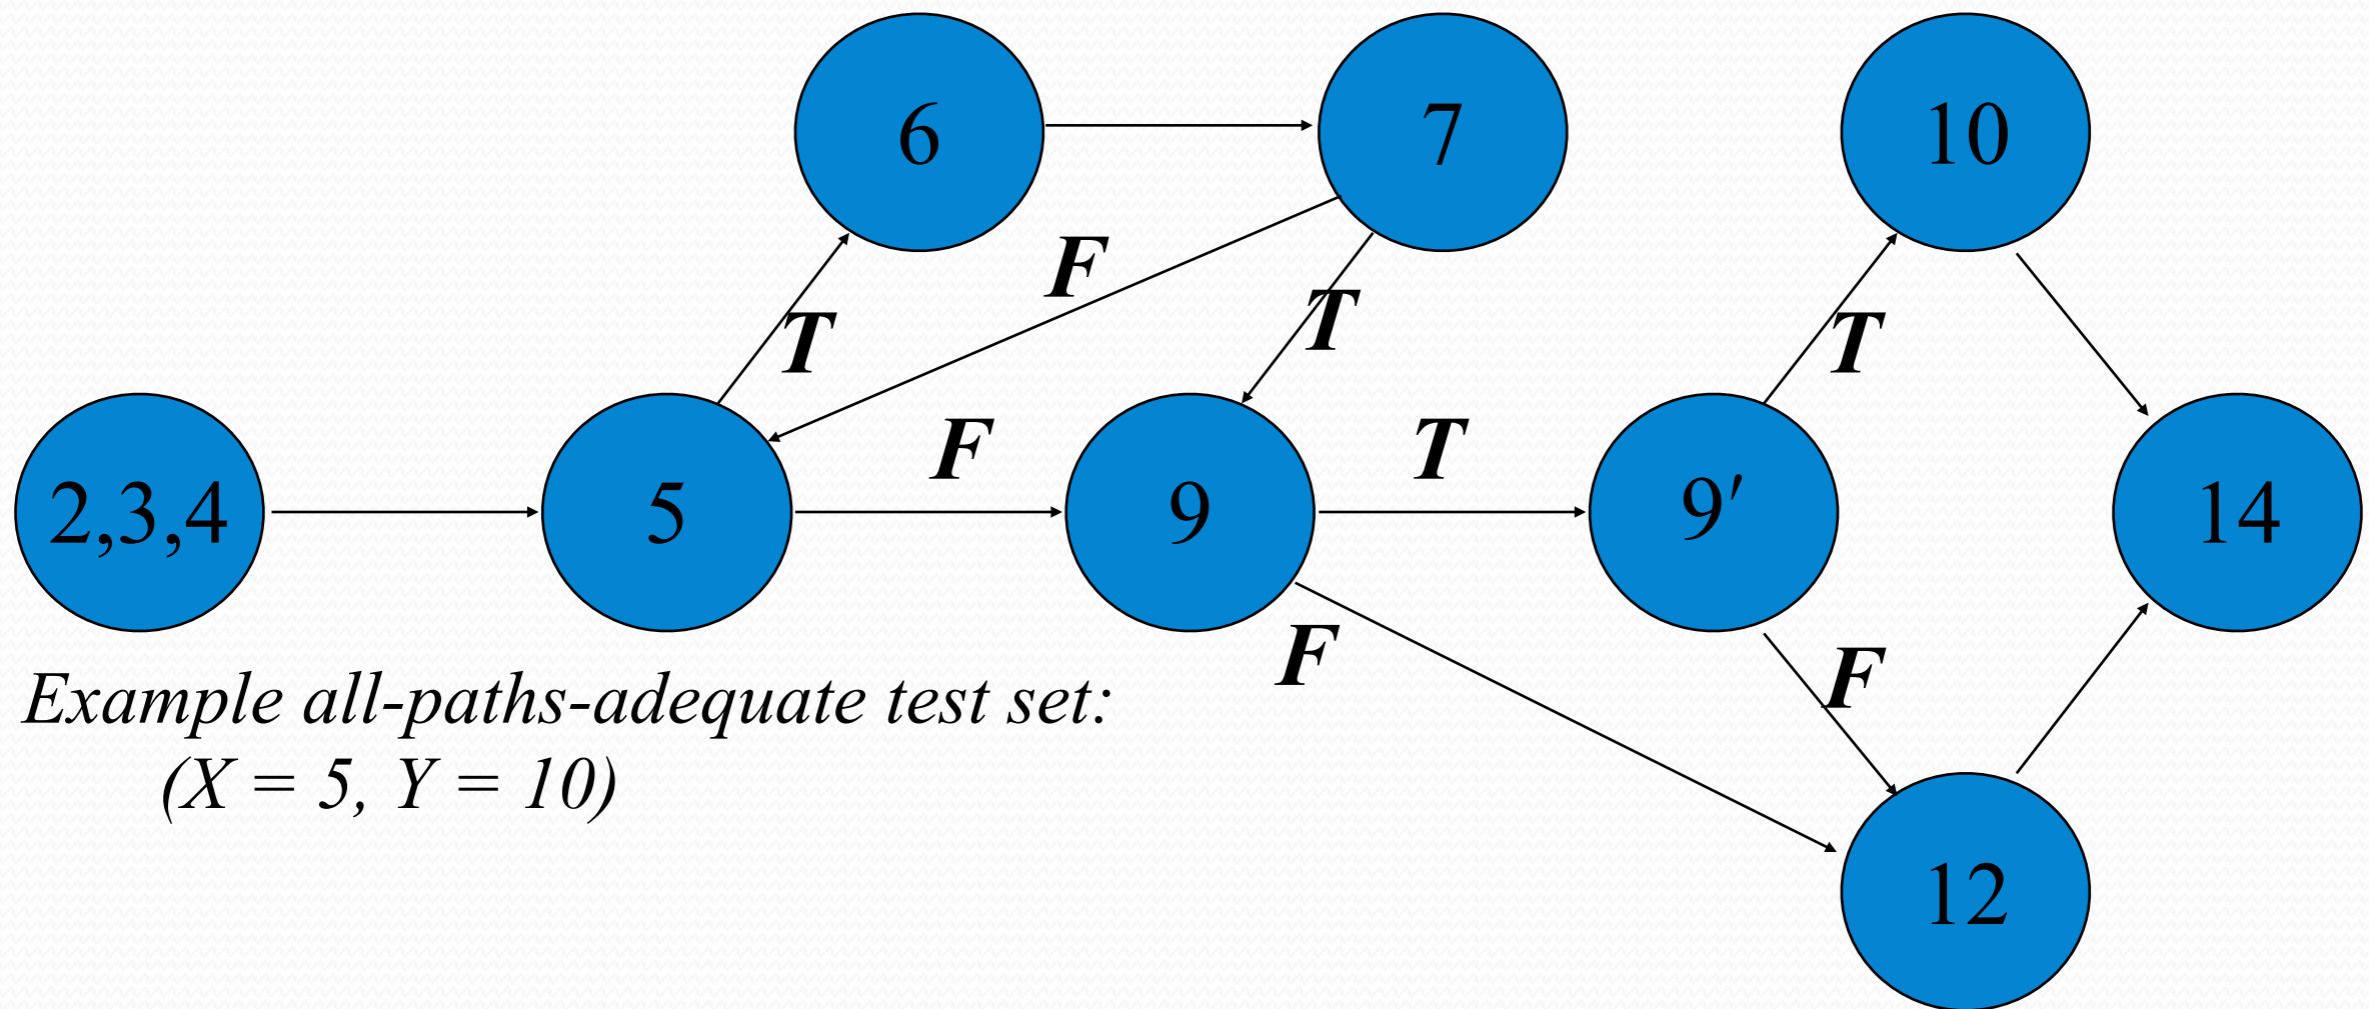 6
7
10
F
T
T
T
F
T
2,3,4
5
9
9′
14
F
F
Example all-paths-adequate test set:
(X = 5, Y = 10)
12